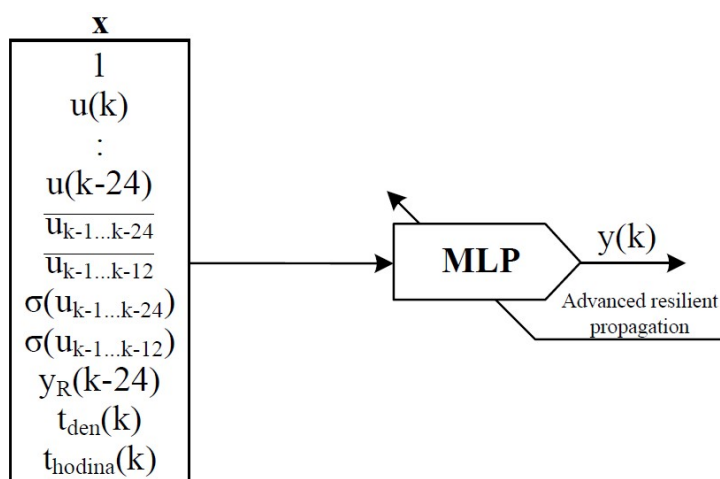 x
1
u(k)
:
u(k-24)
u̅k-1...k-24
u̅k-1...k-12
σ(uk-1...k-24)
σ(uk-1...k-12)
yR(k-24)
tden(k)
thodina(k)
MLP
y(k)
Advanced resilient
propagation